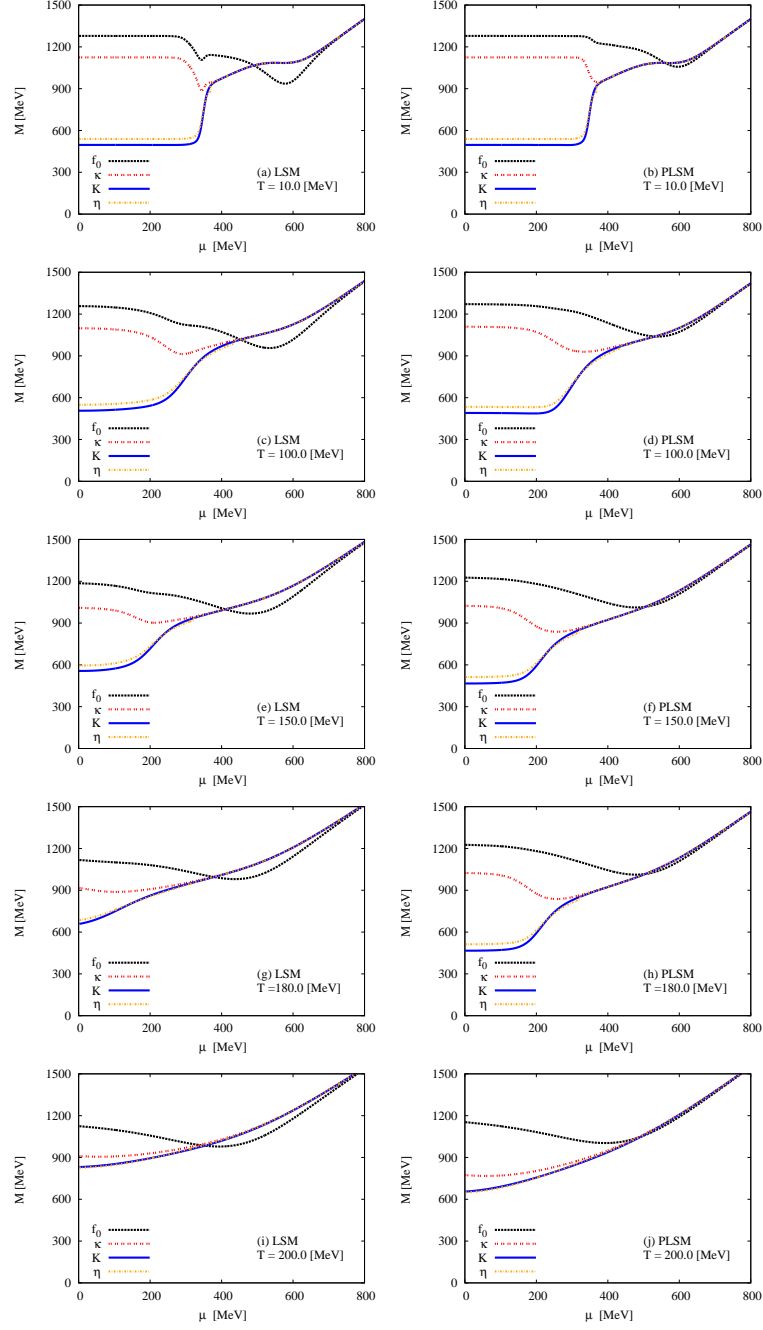 1500
1200
900
600
300
0
M [MeV]
f0
κ
K
η
(a) LSM
T = 10.0 [MeV]
0 200 400 600 800
μ [MeV]
1500
1200
900
600
300
0
M [MeV]
f0
κ
K
η
(b) PLSM
T = 10.0 [MeV]
0 200 400 600 800
μ [MeV]
1500
1200
900
600
300
0
M [MeV]
f0
κ
K
η
(c) LSM
T = 100.0 [MeV]
0 200 400 600 800
μ [MeV]
1500
1200
900
600
300
0
M [MeV]
f0
κ
K
η
(d) PLSM
T = 100.0 [MeV]
0 200 400 600 800
μ [MeV]
1500
1200
900
600
300
0
M [MeV]
f0
κ
K
η
(e) LSM
T = 150.0 [MeV]
0 200 400 600 800
μ [MeV]
1500
1200
900
600
300
0
M [MeV]
f0
κ
K
η
(f) PLSM
T = 150.0 [MeV]
0 200 400 600 800
μ [MeV]
1500
1200
900
600
300
0
M [MeV]
f0
κ
K
η
(g) LSM
T =180.0 [MeV]
0 200 400 600 800
μ [MeV]
1500
1200
900
600
300
0
M [MeV]
f0
κ
K
η
(h) PLSM
T =180.0 [MeV]
0 200 400 600 800
μ [MeV]
1500
1200
900
600
300
0
M [MeV]
f0
κ
K
η
(i) LSM
T = 200.0 [MeV]
0 200 400 600 800
μ [MeV]
1500
1200
900
600
300
0
M [MeV]
f0
κ
K
η
(j) PLSM
T = 200.0 [MeV]
0 200 400 600 800
μ [MeV]